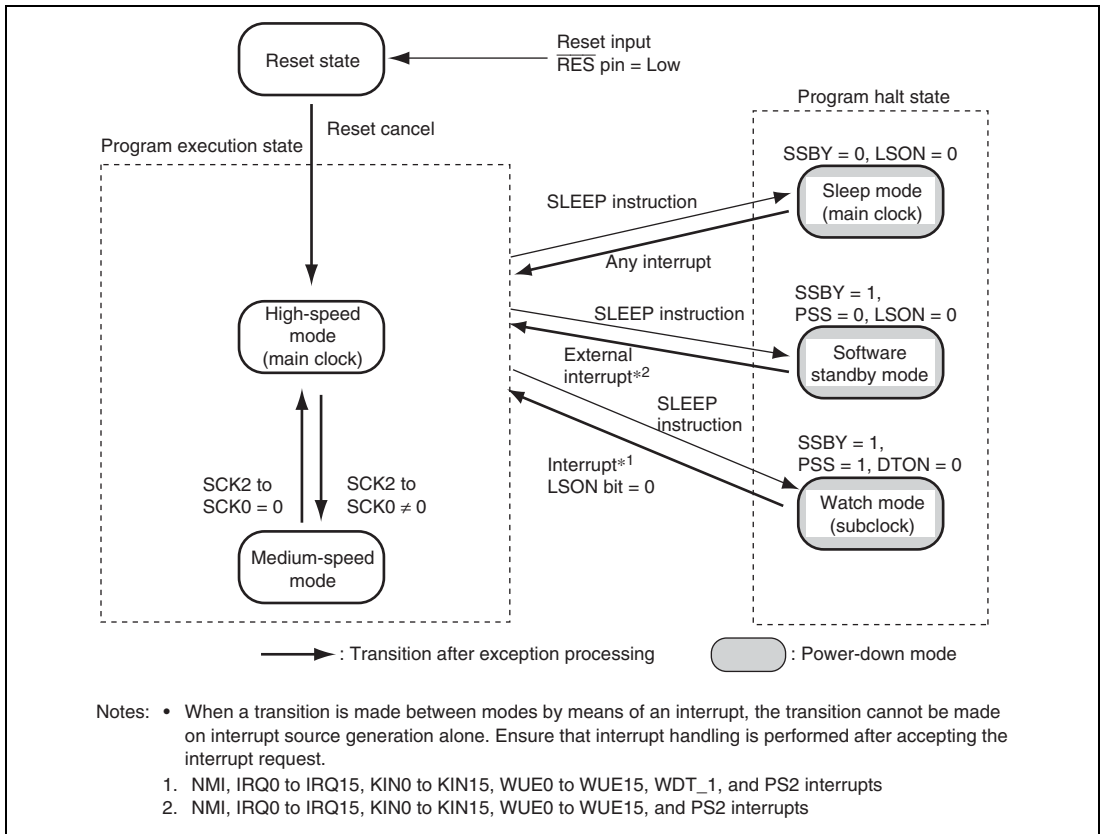 Reset state
Reset input
RES pin = Low
Reset cancel
Program execution state
Program halt state
SSBY = 0, LSON = 0
Sleep mode
(main clock)
SLEEP instruction
Any interrupt
High-speed
mode
(main clock)
SLEEP instruction
External
interrupt*2
SSBY = 1,
PSS = 0, LSON = 0
Software
standby mode
SLEEP
instruction
Interrupt*1
LSON bit = 0
SSBY = 1,
PSS = 1, DTON = 0
Watch mode
(subclock)
SCK2 to
SCK0 = 0
SCK2 to
SCK0 ≠ 0
Medium-speed
mode
: Transition after exception processing
: Power-down mode
Notes: • When a transition is made between modes by means of an interrupt, the transition cannot be made
on interrupt source generation alone. Ensure that interrupt handling is performed after accepting the
interrupt request.
1. NMI, IRQ0 to IRQ15, KIN0 to KIN15, WUE0 to WUE15, WDT_1, and PS2 interrupts
2. NMI, IRQ0 to IRQ15, KIN0 to KIN15, WUE0 to WUE15, and PS2 interrupts